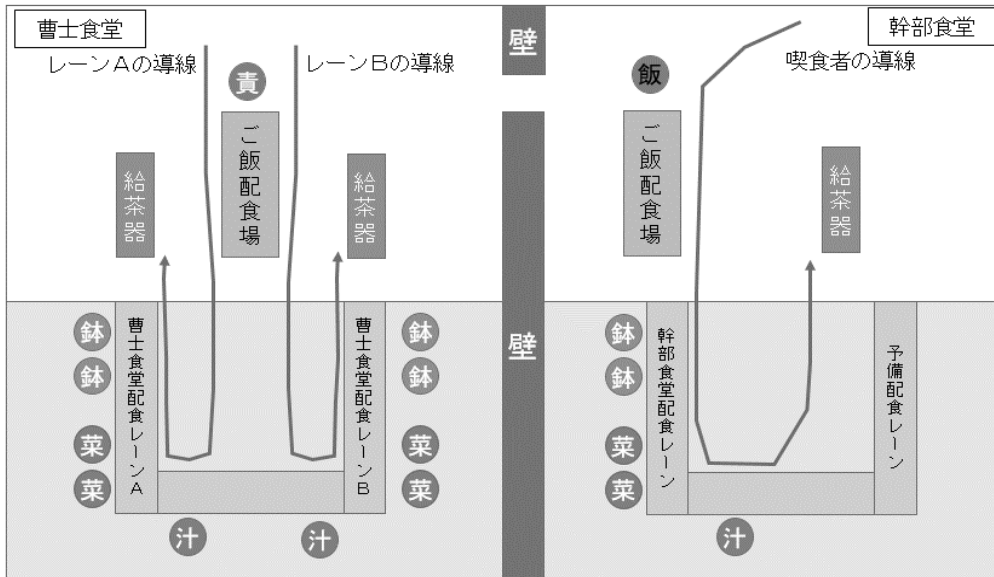 曹士食堂
レーンAの導線
責
レーンBの導線
ご飯配食場
給茶器
給茶器
鉢
鉢
菜
菜
曹士食堂配食レーンA
汁
汁
曹士食堂配食レーンB
鉢
鉢
菜
菜
壁
壁
幹部食堂
飯
喫食者の導線
ご飯配食場
給茶器
鉢
鉢
菜
菜
幹部食堂配食レーン
汁
予備配食レーン